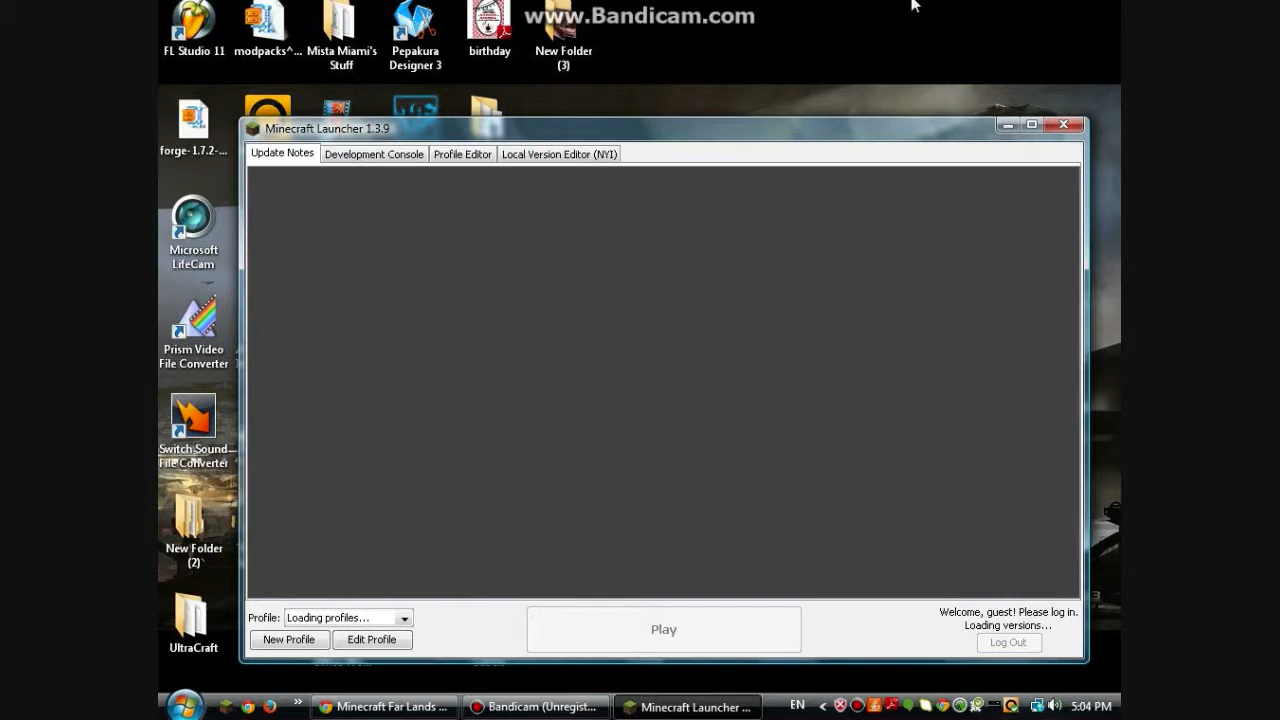 www.Bandicam.com
FL Studio 11
modpacks^...
Mista Miami's
Stuff
Pepakura
Designer 3
birthday
New Folder
(3)
forge-1.7.2-...
Microsoft
LifeCam
Prism Video
File Converter
Switch Sound
File Converter
New Folder
(2)
UltraCraft
Minecraft Launcher 1.3.9
Update Notes
Development Console
Profile Editor
Local Version Editor (NYI)
Profile:
Loading profiles...
New Profile
Edit Profile
Play
Welcome, guest! Please log in.
Loading versions...
Log Out
Minecraft Far Lands ...
Bandicam (Unregist...
Minecraft Launcher ...
EN
5:04 PM